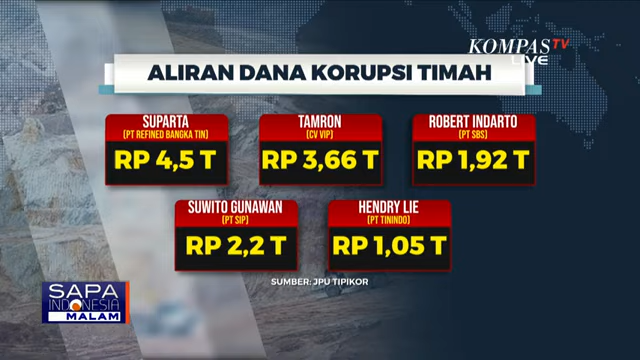 KOMPASTV
LIVE
ALIRAN DANA KORUPSI TIMAH
SUPARTA
(PT REFINED BANGKA TIN)
RP 4,5 T
TAMRON
(CV VIP)
RP 3,66 T
ROBERT INDARTO
(PT SBS)
RP 1,92 T
SUWITO GUNAWAN
(PT SIP)
RP 2,2 T
HENDRY LIE
(PT TININDO)
RP 1,05 T
SUMBER: JPU TIPIKOR
SAPA
INDONESIA
MALAM